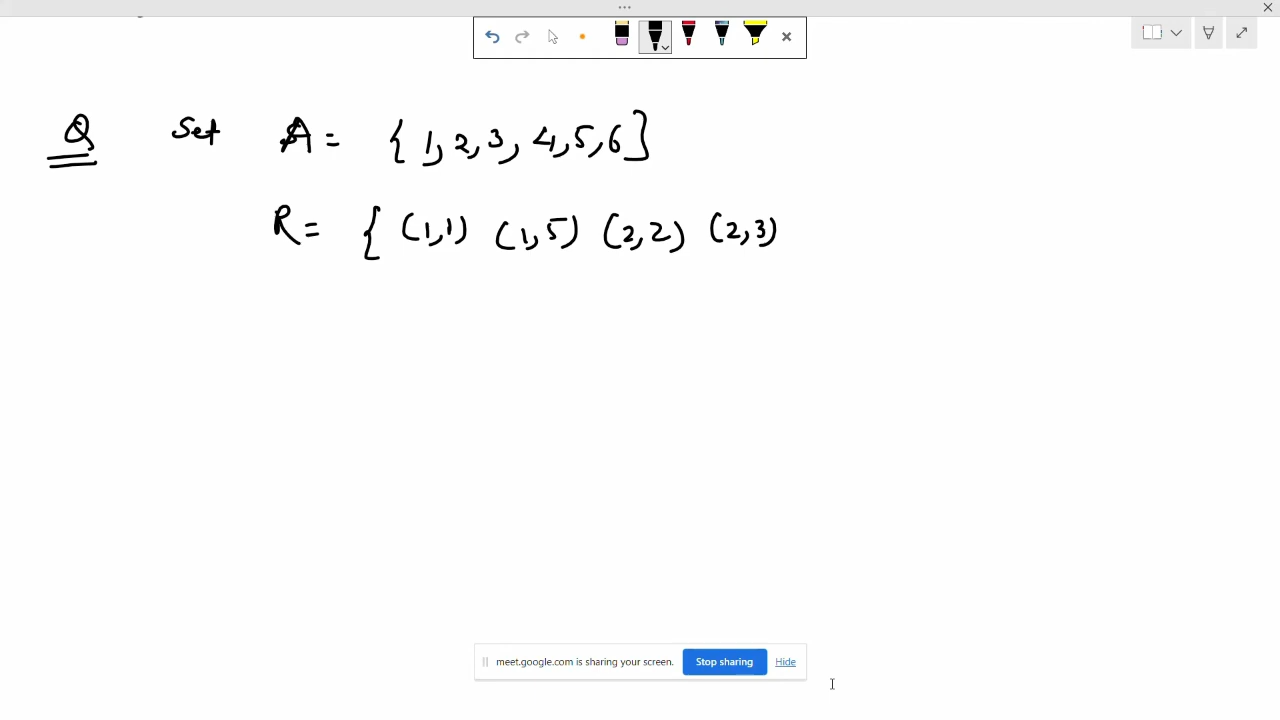 Q Set A = { 1, 2, 3, 4, 5, 6 }
R = { (1,1) (1,5) (2,2) (2,3)
meet.google.com is sharing your screen. Stop sharing Hide